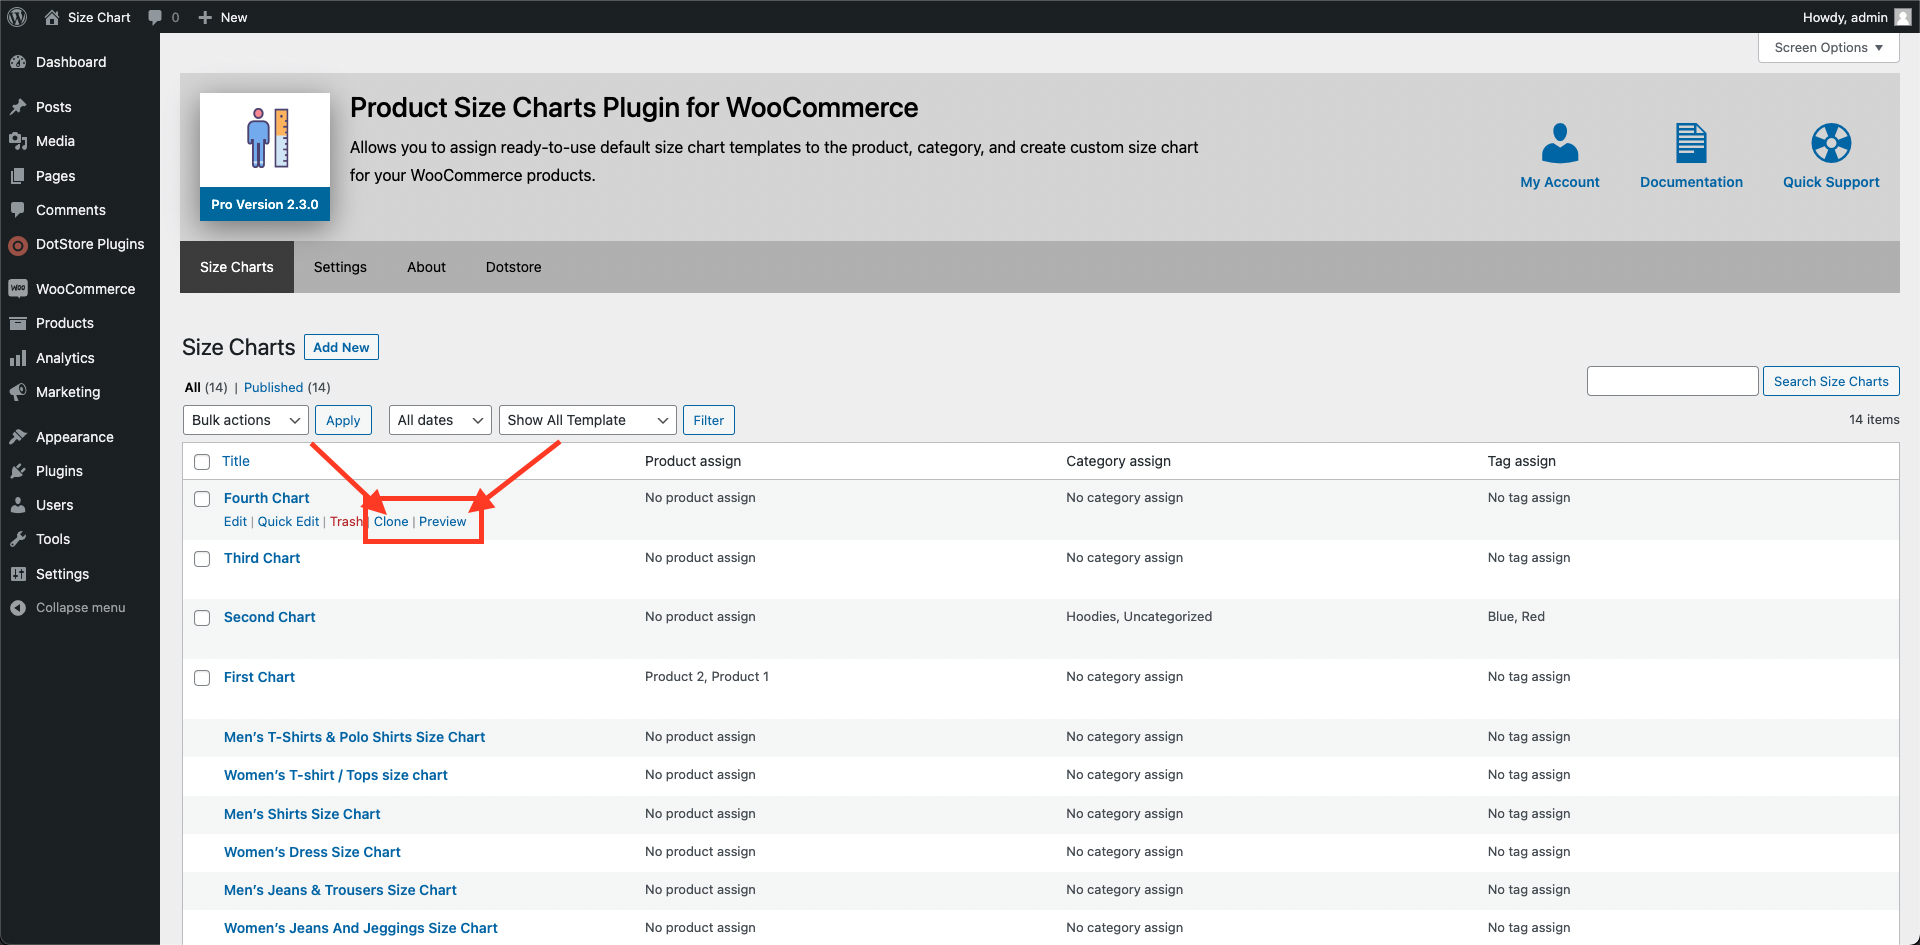 Size Chart
0
New
Howdy, admin
Screen Options
Dashboard
Posts
Media
Pages
Comments
DotStore Plugins
Woo
WooCommerce
Products
Analytics
Marketing
Appearance
Plugins
Users
Tools
Settings
Collapse menu
Pro Version 2.3.0
Product Size Charts Plugin for WooCommerce
Allows you to assign ready-to-use default size chart templates to the product, category, and create custom size chart
for your WooCommerce products.
My Account
Documentation
Quick Support
Size Charts Settings About Dotstore
Size Charts Add New
All (14) | Published (14)
Search Size Charts
Bulk actions Apply All dates Show All Template Filter
14 items
Title Product assign Category assign Tag assign
Fourth Chart No product assign No category assign No tag assign
Edit | Quick Edit | Trash | Clone | Preview
Third Chart No product assign No category assign No tag assign
Second Chart No product assign Hoodies, Uncategorized Blue, Red
First Chart Product 2, Product 1 No category assign No tag assign
Men's T-Shirts & Polo Shirts Size Chart No product assign No category assign No tag assign
Women's T-shirt / Tops size chart No product assign No category assign No tag assign
Men's Shirts Size Chart No product assign No category assign No tag assign
Women's Dress Size Chart No product assign No category assign No tag assign
Men's Jeans & Trousers Size Chart No product assign No category assign No tag assign
Women's Jeans And Jeggings Size Chart No product assign No category assign No tag assign